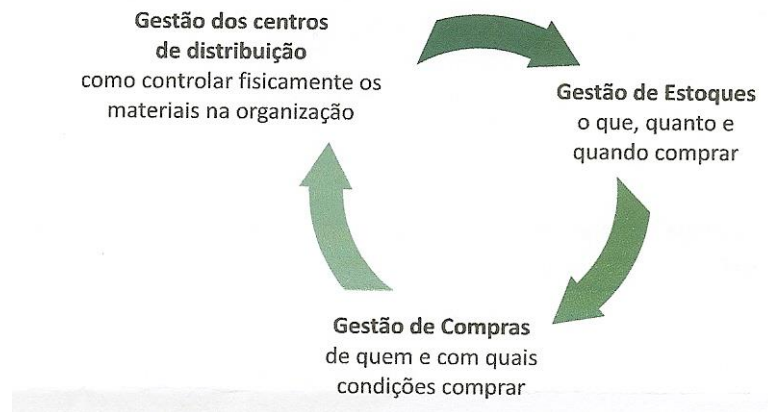 Gestão dos centros
de distribuição
como controlar fisicamente os
materiais na organização
Gestão de Estoques
o que, quanto e
quando comprar
Gestão de Compras
de quem e com quais
condições comprar